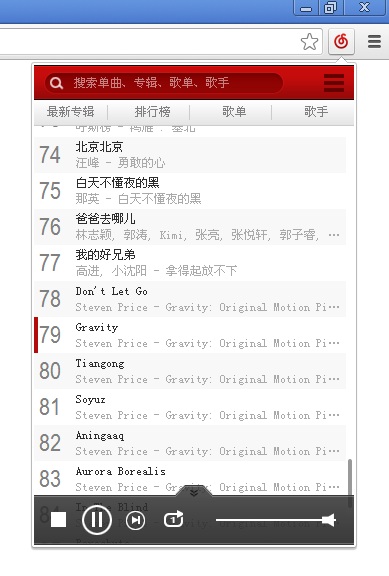 搜索单曲、专辑、歌单、歌手
最新专辑 排行榜 歌单 歌手
74 北京北京
汪峰 - 勇敢的心
75 白天不懂夜的黑
那英 - 白天不懂夜的黑
76 爸爸去哪儿
林志颖, 郭涛, Kimi, 张亮, 张悦轩, 郭子睿, ...
77 我的好兄弟
高进, 小沈阳 - 拿得起放不下
78 Don't Let Go
Steven Price - Gravity: Original Motion Pi...
79 Gravity
Steven Price - Gravity: Original Motion Pi...
80 Tiangong
Steven Price - Gravity: Original Motion Pi...
81 Soyuz
Steven Price - Gravity: Original Motion Pi...
82 Aningaaq
Steven Price - Gravity: Original Motion Pi...
83 Aurora Borealis
Steven Price - Gravity: Original Motion Pi...
84 In The Blind
1